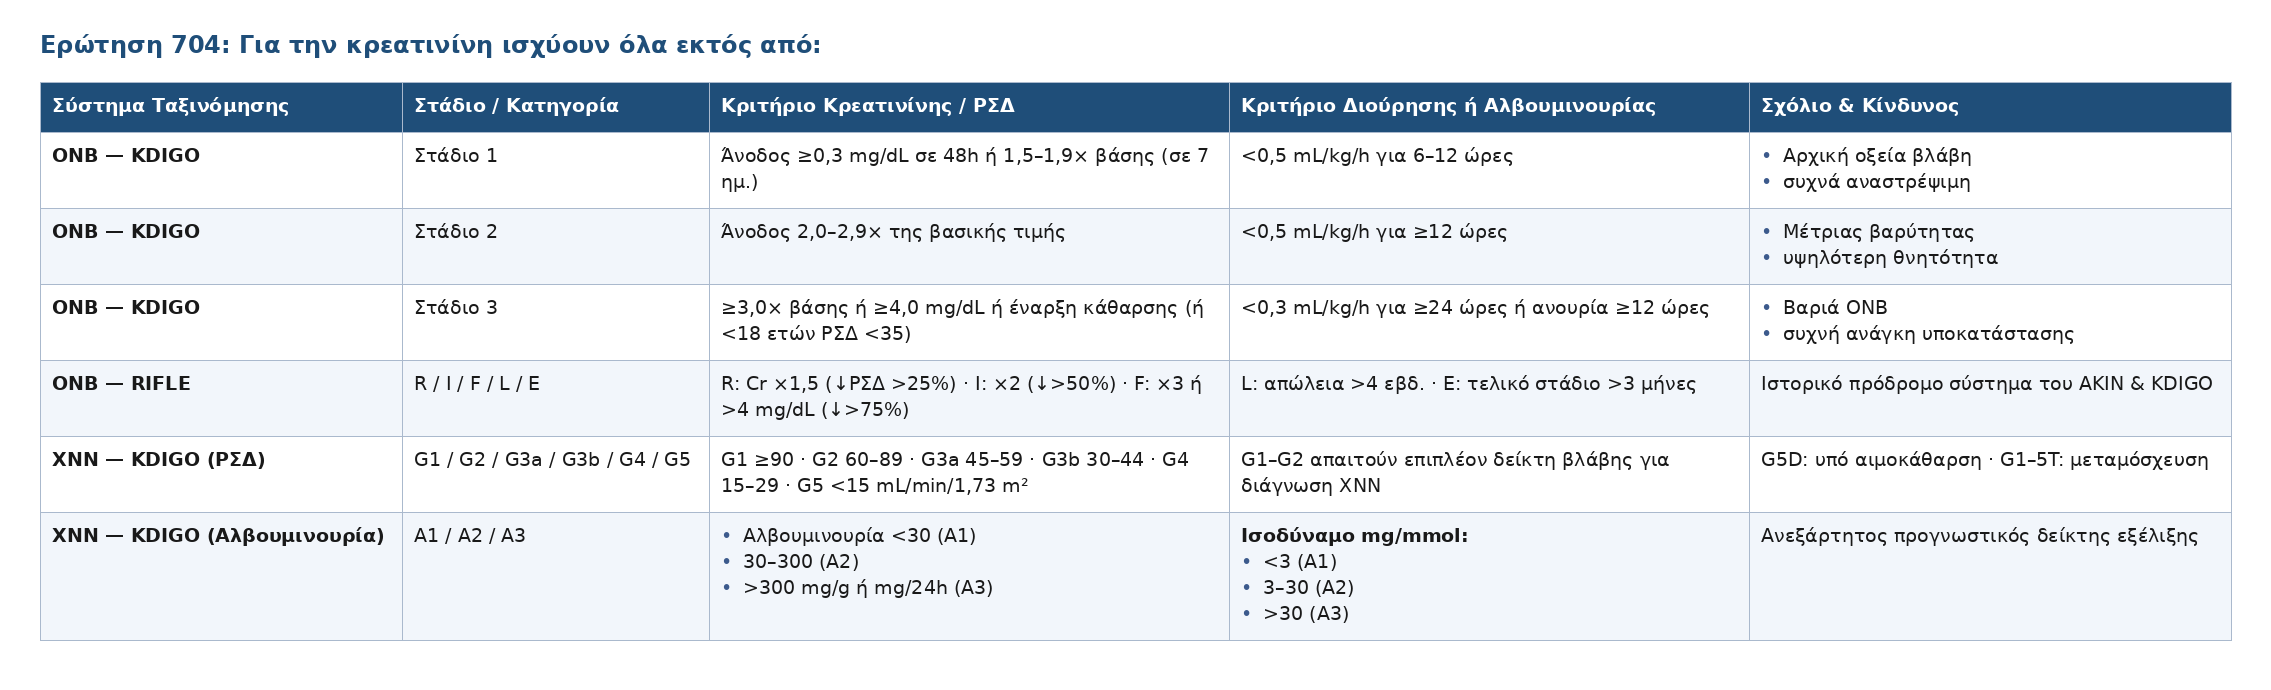 Ερώτηση 704: Για την κρεατινίνη ισχύουν όλα εκτός από:
Σύστημα Ταξινόμησης
Στάδιο / Κατηγορία
Κριτήριο Κρεατινίνης / ΡΣΔ
Κριτήριο Διούρησης ή Αλβουμινουρίας
Σχόλιο & Κίνδυνος
ΟΝΒ — KDIGO
Στάδιο 1
Άνοδος ≥0,3 mg/dL σε 48h ή 1,5–1,9× βάσης (σε 7
ημ.)
<0,5 mL/kg/h για 6–12 ώρες
• Αρχική οξεία βλάβη
• συχνά αναστρέψιμη
ΟΝΒ — KDIGO
Στάδιο 2
Άνοδος 2,0–2,9× της βασικής τιμής
<0,5 mL/kg/h για ≥12 ώρες
• Μέτριας βαρύτητας
• υψηλότερη θνητότητα
ΟΝΒ — KDIGO
Στάδιο 3
≥3,0× βάσης ή ≥4,0 mg/dL ή έναρξη κάθαρσης (ή
<18 ετών ΡΣΔ <35)
<0,3 mL/kg/h για ≥24 ώρες ή ανουρία ≥12 ώρες
• Βαριά ΟΝΒ
• συχνή ανάγκη υποκατάστασης
ΟΝΒ — RIFLE
R / I / F / L / E
R: Cr ×1,5 (↓ΡΣΔ >25%) · I: ×2 (↓>50%) · F: ×3 ή
>4 mg/dL (↓>75%)
L: απώλεια >4 εβδ. · E: τελικό στάδιο >3 μήνες
Ιστορικό πρόδρομο σύστημα του AKIN & KDIGO
ΧΝΝ — KDIGO (ΡΣΔ)
G1 / G2 / G3a / G3b / G4 / G5
G1 ≥90 · G2 60–89 · G3a 45–59 · G3b 30–44 · G4
15–29 · G5 <15 mL/min/1,73 m²
G1–G2 απαιτούν επιπλέον δείκτη βλάβης για
διάγνωση ΧΝΝ
G5D: υπό αιμοκάθαρση · G1–5T: μεταμόσχευση
ΧΝΝ — KDIGO (Αλβουμινουρία)
A1 / A2 / A3
• Αλβουμινουρία <30 (A1)
• 30–300 (A2)
• >300 mg/g ή mg/24h (A3)
Ισοδύναμο mg/mmol:
• <3 (A1)
• 3–30 (A2)
• >30 (A3)
Ανεξάρτητος προγνωστικός δείκτης εξέλιξης